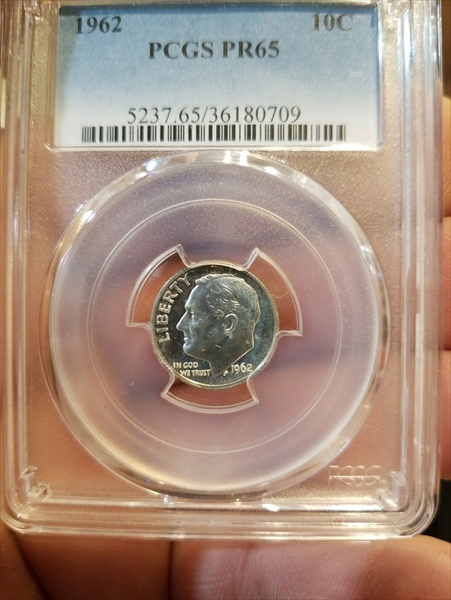 1962 10C
PCGS PR65
5237.65/36180709
LIBERTY
IN GOD
WE TRUST
1962
PCGS